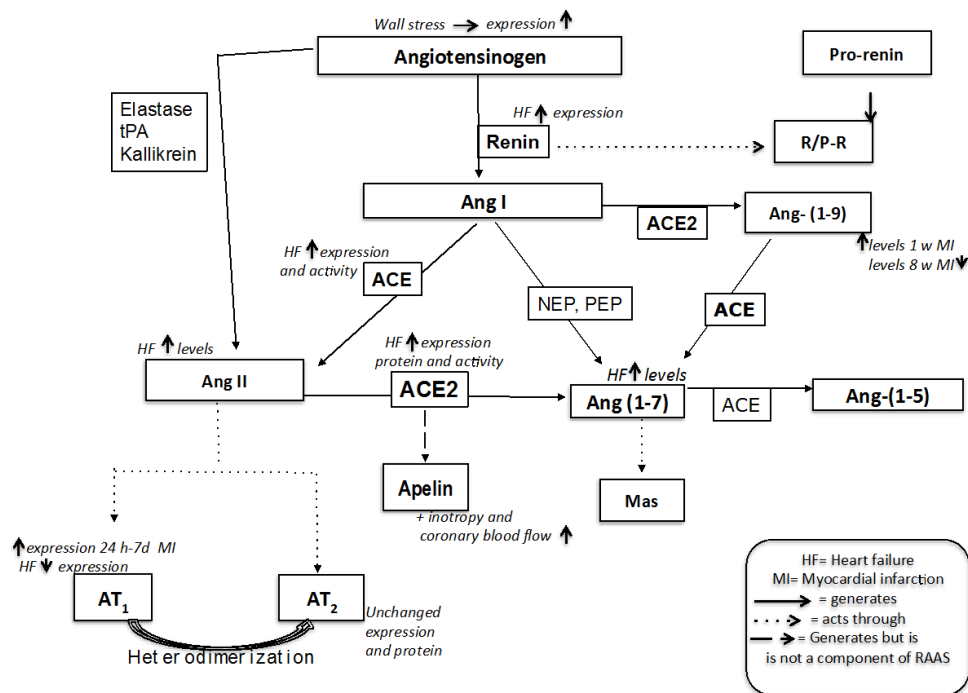 Wall stress → expression ↑
Angiotensinogen
Pro-renin
Elastase
tPA
Kallikrein
HF ↑ expression
Renin
R/P-R
Ang I
ACE2
Ang- (1-9)
↑ levels 1 w MI
levels 8 w MI ↓
HF ↑ expression
and activity
ACE
NEP, PEP
ACE
HF ↑ levels
Ang II
HF ↑ expression
protein and activity
ACE2
HF ↑ levels
Ang (1-7)
ACE
Ang-(1-5)
Apelin
+ inotropy and
coronary blood flow ↑
Mas
↑ expression 24 h-7d MI
HF ↓ expression
AT1
AT2
Unchanged
expression
and protein
Heterodimerization
HF= Heart failure
MI= Myocardial infarction
= generates
= acts through
= Generates but is
is not a component of RAAS